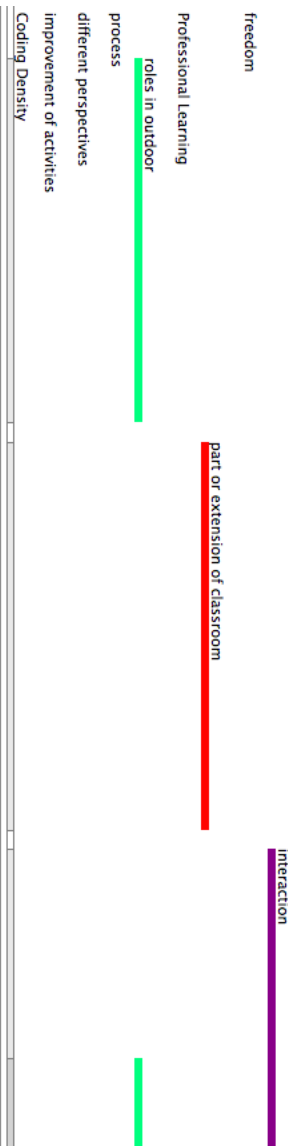 freedom
Professional Learning
roles in outdoor
process
different perspectives
improvement of activities
Coding Density
part or extension of classroom
interaction